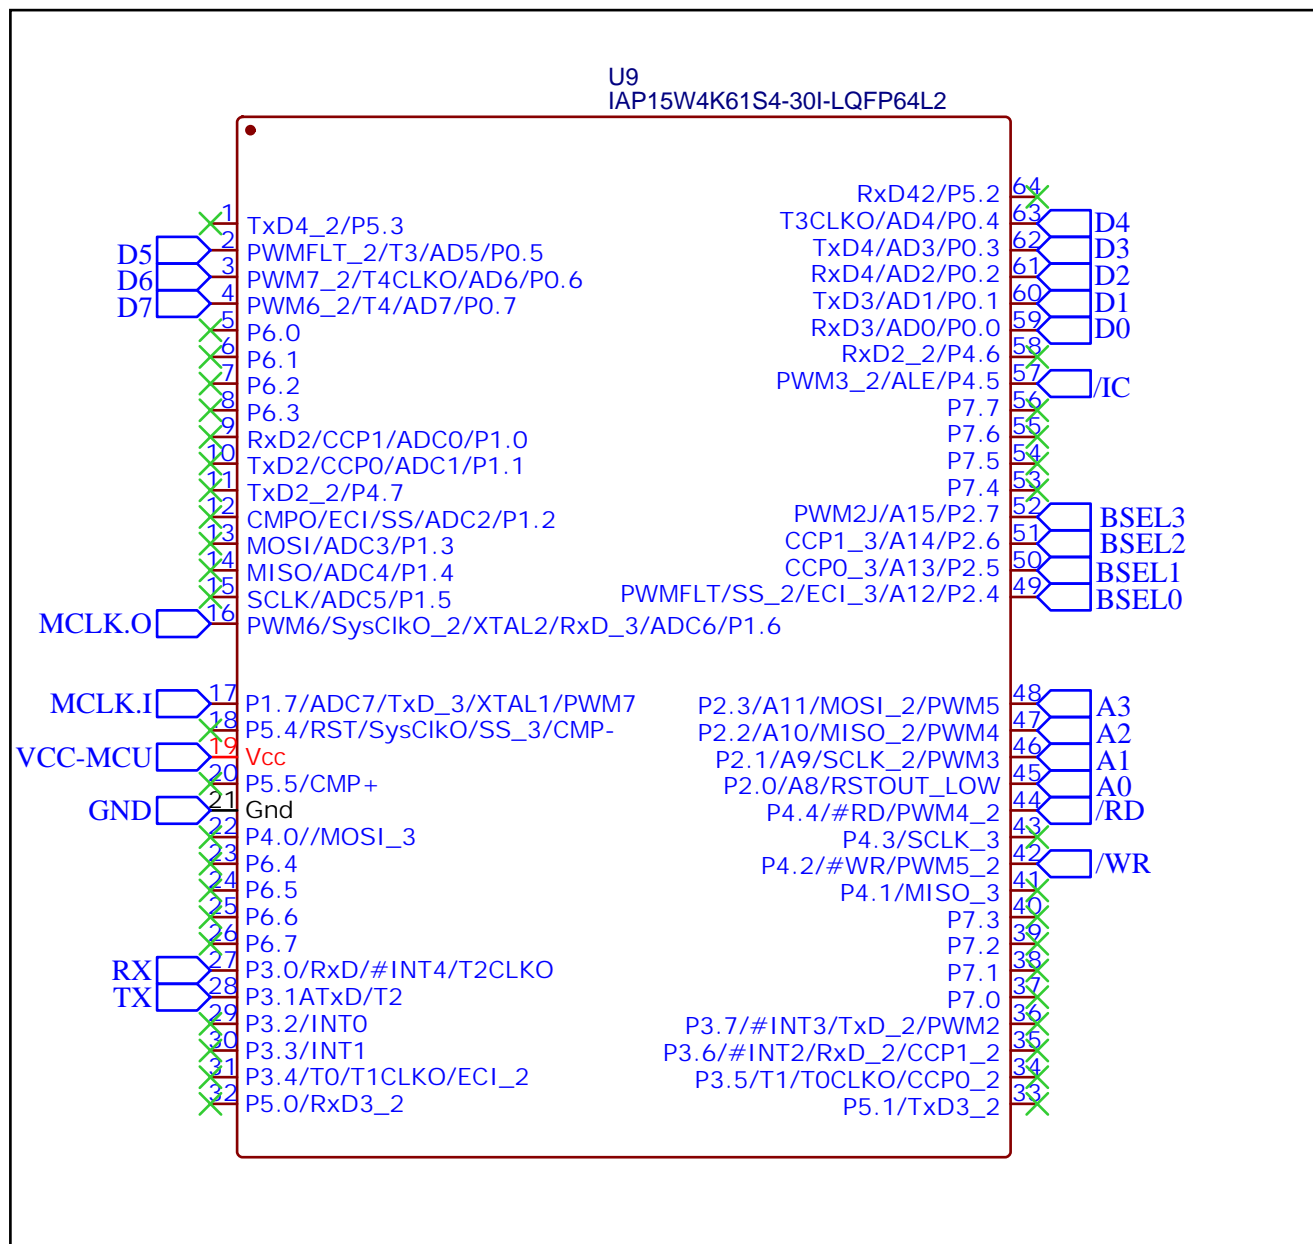 U9
IAP15W4K61S4-30I-LQFP64L2
1 TxD4_2/P5.3
D5 2 PWMFLT_2/T3/AD5/P0.5
D6 3 PWM7_2/T4CLKO/AD6/P0.6
D7 4 PWM6_2/T4/AD7/P0.7
5 P6.0
6 P6.1
7 P6.2
8 P6.3
9 RxD2/CCP1/ADC0/P1.0
10 TxD2/CCP0/ADC1/P1.1
11 TxD2_2/P4.7
12 CMPO/ECI/SS/ADC2/P1.2
13 MOSI/ADC3/P1.3
14 MISO/ADC4/P1.4
15 SCLK/ADC5/P1.5
MCLK.O 16 PWM6/SysClkO_2/XTAL2/RxD_3/ADC6/P1.6
MCLK.I 17 P1.7/ADC7/TxD_3/XTAL1/PWM7
18 P5.4/RST/SysClkO/SS_3/CMP-
VCC-MCU 19 Vcc
20 P5.5/CMP+
GND 21 Gnd
22 P4.0//MOSI_3
23 P6.4
24 P6.5
25 P6.6
26 P6.7
RX 27 P3.0/RxD/#INT4/T2CLKO
TX 28 P3.1ATxD/T2
29 P3.2/INT0
30 P3.3/INT1
31 P3.4/T0/T1CLKO/ECI_2
32 P5.0/RxD3_2
RxD42/P5.2 64
T3CLKO/AD4/P0.4 63 D4
TxD4/AD3/P0.3 62 D3
RxD4/AD2/P0.2 61 D2
TxD3/AD1/P0.1 60 D1
RxD3/AD0/P0.0 59 D0
RxD2_2/P4.6 58
PWM3_2/ALE/P4.5 57 /IC
P7.7 56
P7.6 55
P7.5 54
P7.4 53
PWM2J/A15/P2.7 52 BSEL3
CCP1_3/A14/P2.6 51 BSEL2
CCP0_3/A13/P2.5 50 BSEL1
PWMFLT/SS_2/ECI_3/A12/P2.4 49 BSEL0
P2.3/A11/MOSI_2/PWM5 48 A3
P2.2/A10/MISO_2/PWM4 47 A2
P2.1/A9/SCLK_2/PWM3 46 A1
P2.0/A8/RSTOUT_LOW 45 A0
P4.4/#RD/PWM4_2 44 /RD
P4.3/SCLK_3 43
P4.2/#WR/PWM5_2 42 /WR
P4.1/MISO_3 41
P7.3 40
P7.2 39
P7.1 38
P7.0 37
P3.7/#INT3/TxD_2/PWM2 36
P3.6/#INT2/RxD_2/CCP1_2 35
P3.5/T1/T0CLKO/CCP0_2 34
P5.1/TxD3_2 33